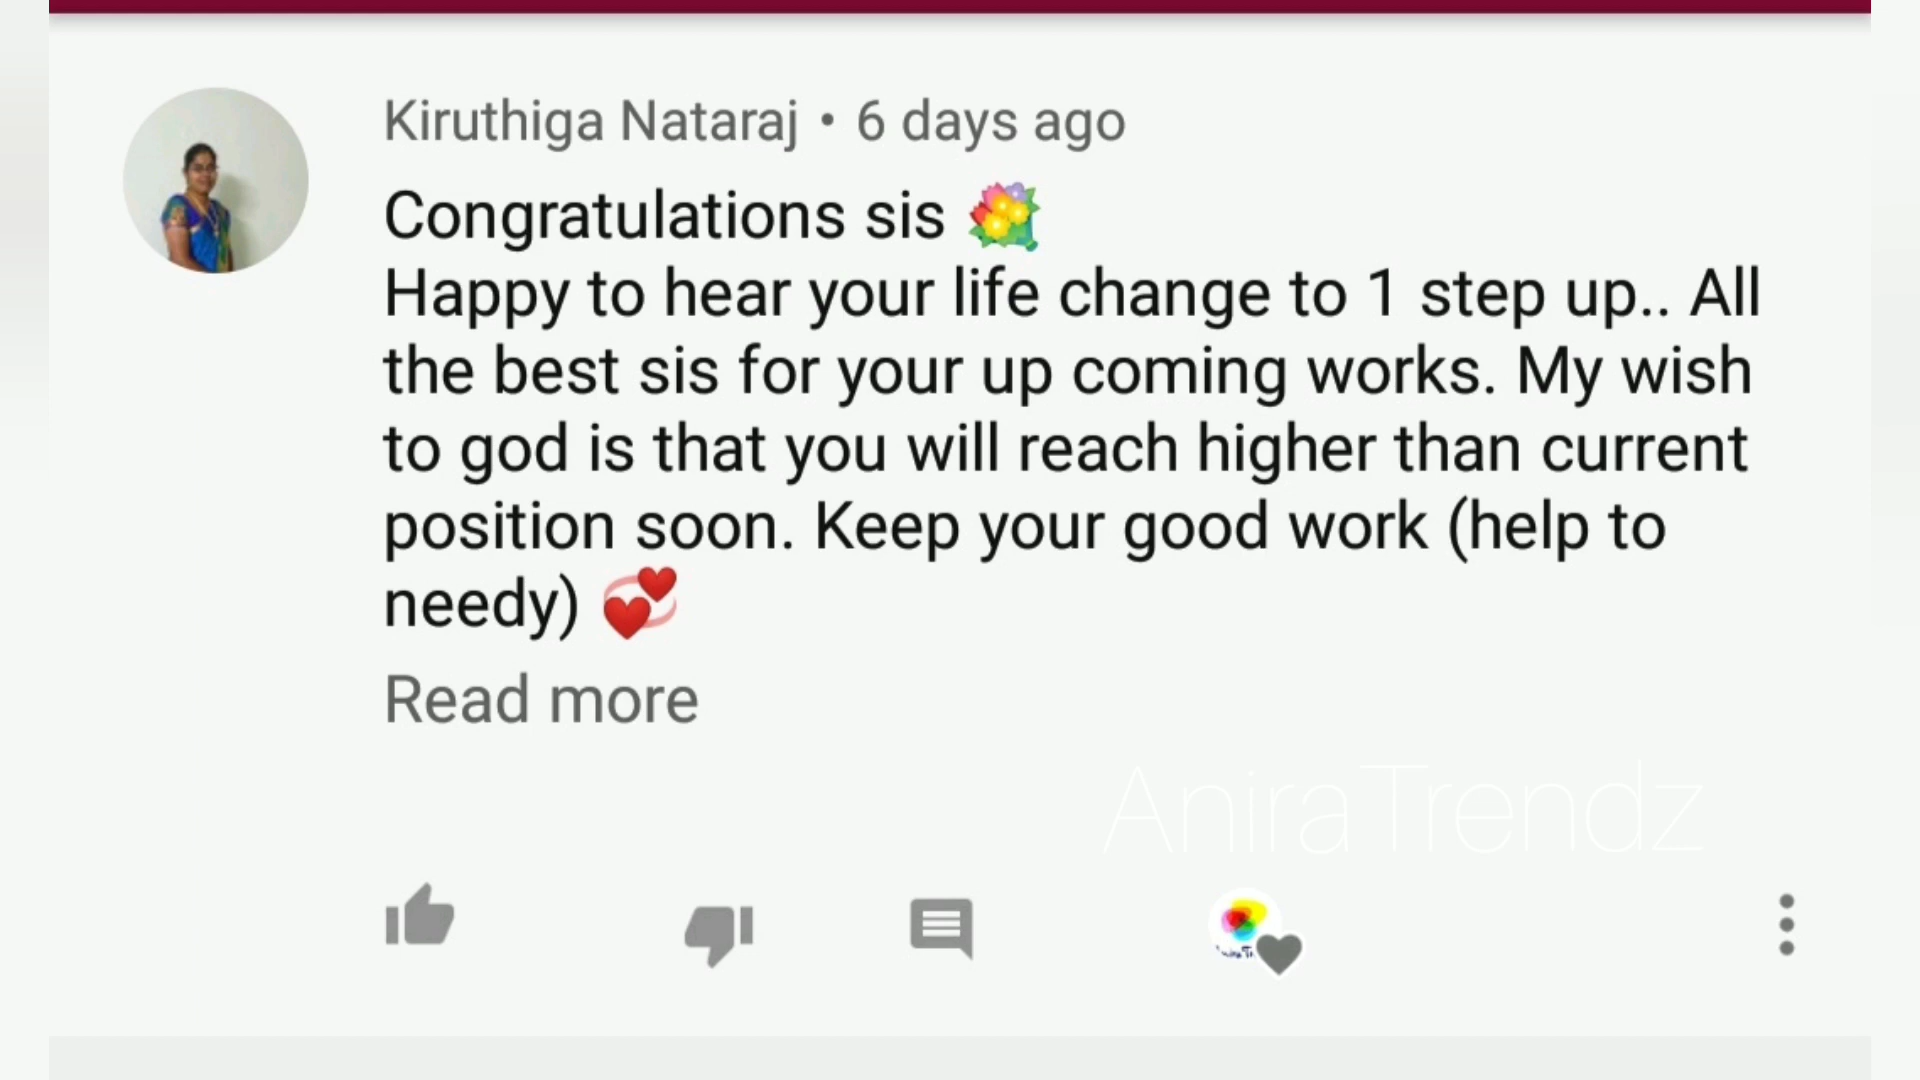 Kiruthiga Nataraj • 6 days ago
Congratulations sis 💐
Happy to hear your life change to 1 step up.. All
the best sis for your up coming works. My wish
to god is that you will reach higher than current
position soon. Keep your good work (help to
needy) 💞
Read more
AniraTrendz